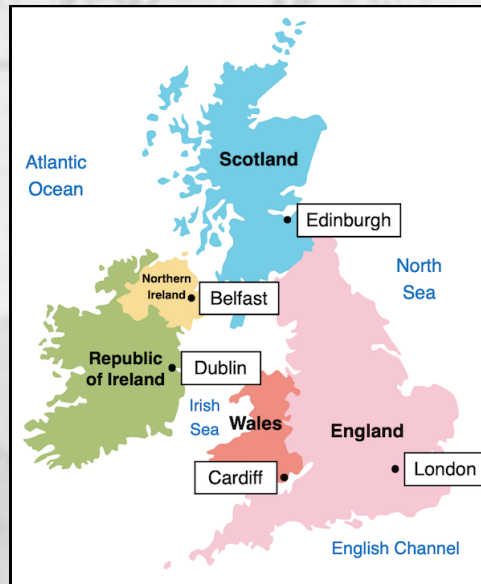 Scotland
Atlantic
Ocean
Edinburgh
North
Sea
Northern
Ireland
Belfast
Republic
of Ireland
Dublin
Irish
Sea
Wales
England
Cardiff
London
English Channel